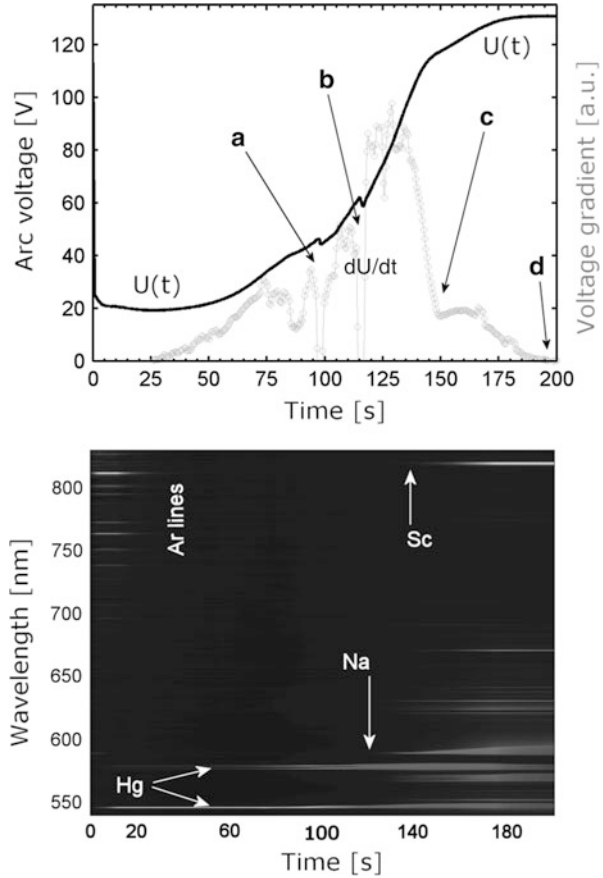 120
100
80
60
40
20
0
Arc voltage [V]
Voltage gradient [a.u.]
U(t)
U(t)
a
b
c
d
dU/dt
0 25 50 75 100 125 150 175 200
Time [s]
800
750
700
650
600
550
Wavelength [nm]
Ar lines
Sc
Na
Hg
0 20 60 100 140 180
Time [s]